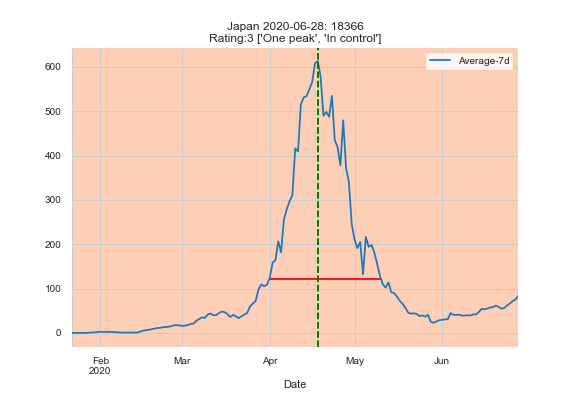 Japan 2020-06-28: 18366
Rating:3 ['One peak', 'In control']
Average-7d
600
500
400
300
200
100
0
Feb
2020
Mar
Apr
May
Jun
Date